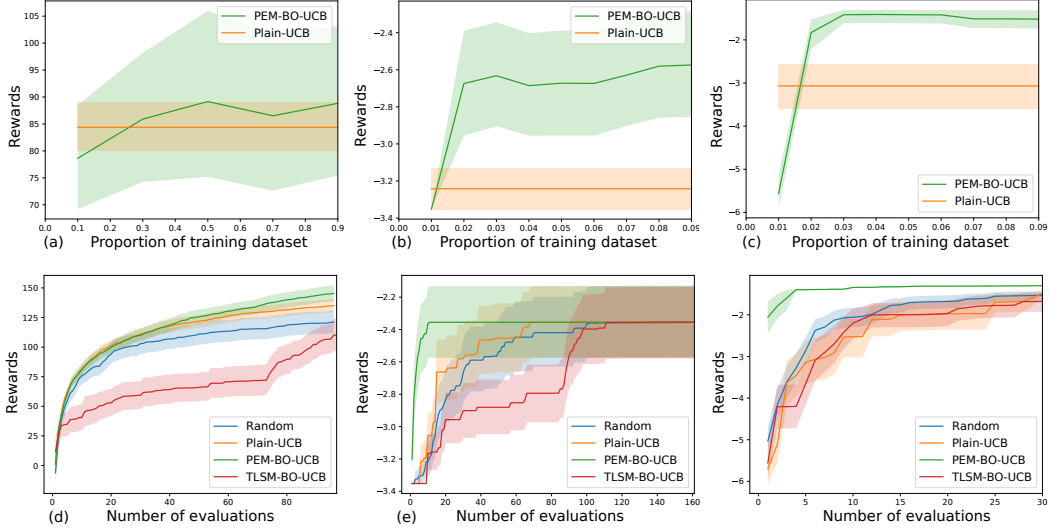 105
100
95
90
85
80
75
70
Rewards
PEM-BO-UCB
Plain-UCB
0.0 0.1 0.2 0.3 0.4 0.5 0.6 0.7 0.8 0.9
(a) Proportion of training dataset
−2.4
−2.6
−2.8
−3.0
−3.2
−3.4
Rewards
PEM-BO-UCB
Plain-UCB
0.00 0.01 0.02 0.03 0.04 0.05 0.06 0.07 0.08 0.09
(b) Proportion of training dataset
−2
−3
−4
−5
−6
Rewards
PEM-BO-UCB
Plain-UCB
0.00 0.01 0.02 0.03 0.04 0.05 0.06 0.07 0.08 0.09
(c) Proportion of training dataset
150
125
100
75
50
25
0
Rewards
Random
Plain-UCB
PEM-BO-UCB
TLSM-BO-UCB
20 40 60 80
(d) Number of evaluations
−2.2
−2.4
−2.6
−2.8
−3.0
−3.2
−3.4
Rewards
Random
Plain-UCB
PEM-BO-UCB
TLSM-BO-UCB
0 20 40 60 80 100 120 140 160
(e) Number of evaluations
−2
−3
−4
−5
−6
Rewards
Random
Plain-UCB
PEM-BO-UCB
TLSM-BO-UCB
0 5 10 15 20 25 30
(f) Number of evaluations